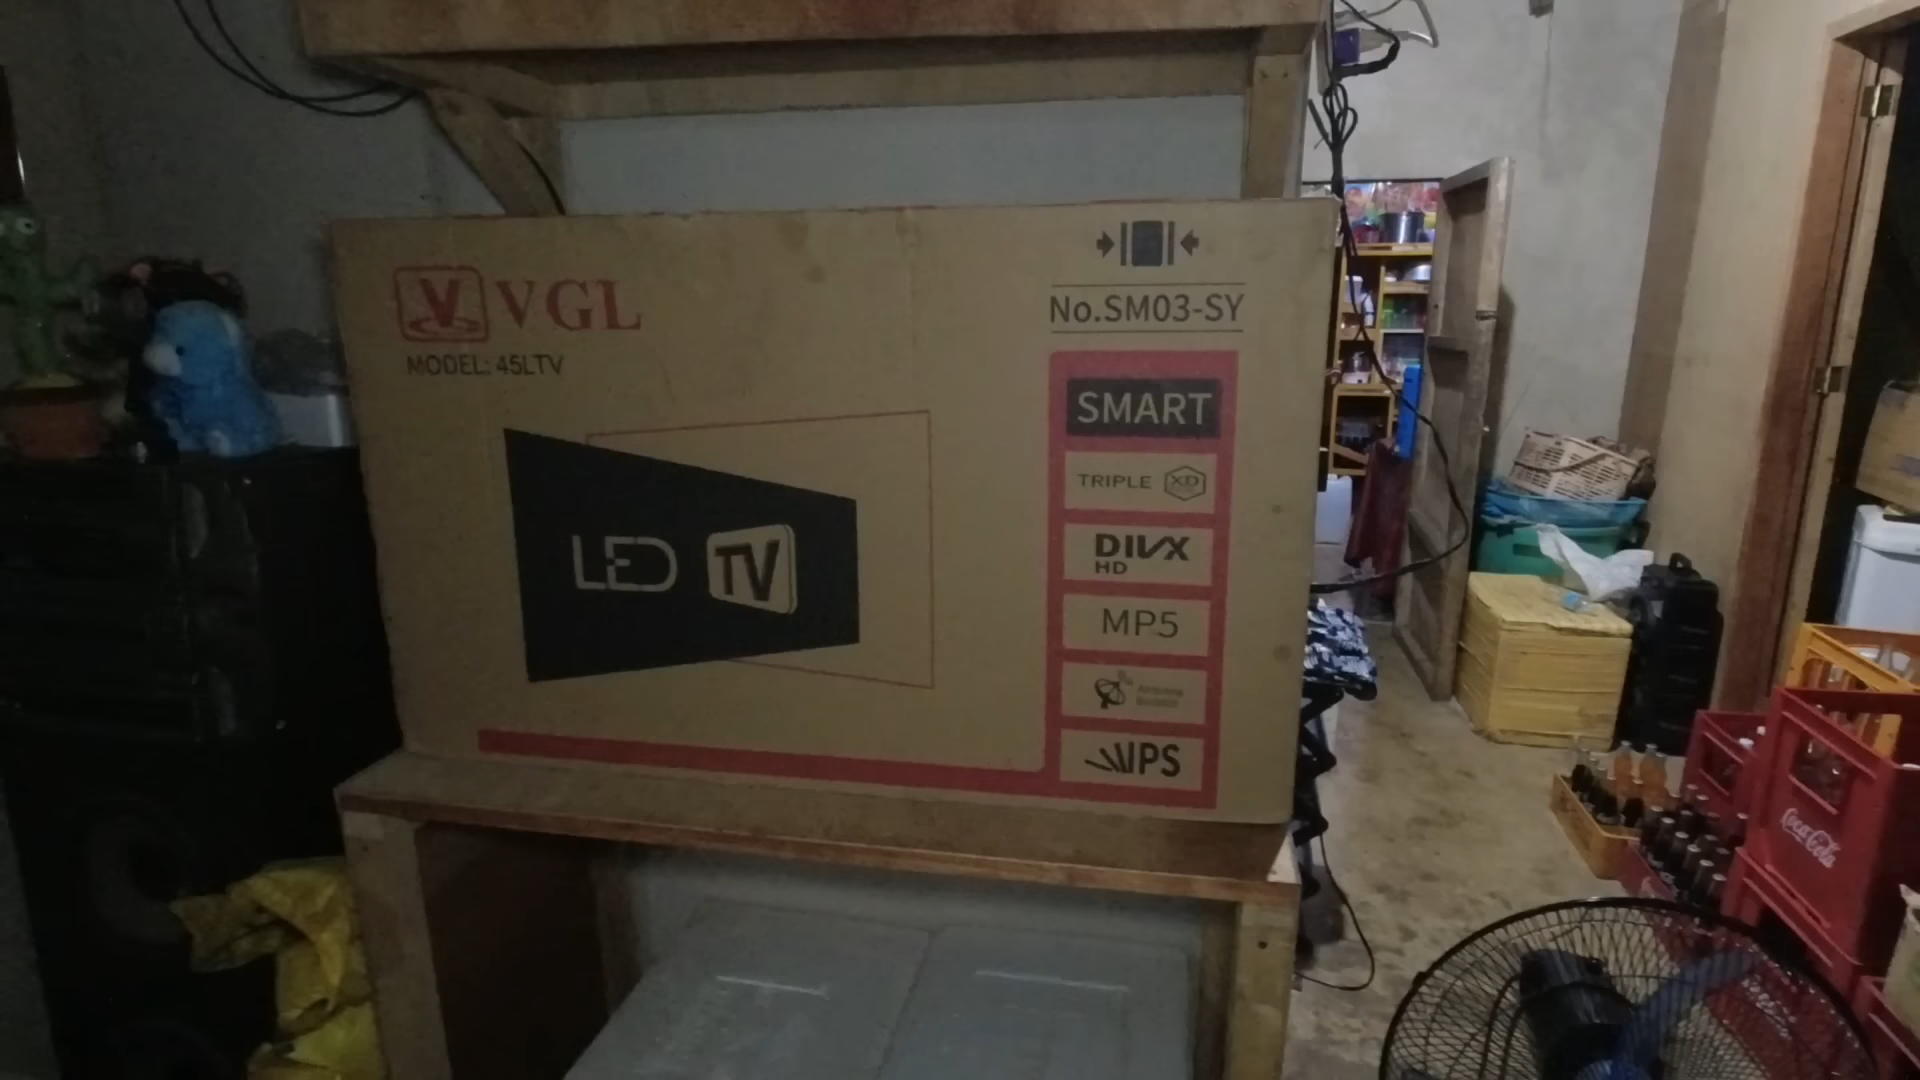 V VGL
MODEL: 45LTV
No.SM03-SY
SMART
TRIPLE XD
LED TV
DIVX
HD
MP5
IPS
Coca-Cola